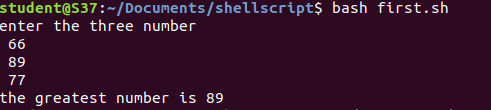 student@S37:~/Documents/shellscript$ bash first.sh
enter the three number
66
89
77
the greatest number is 89